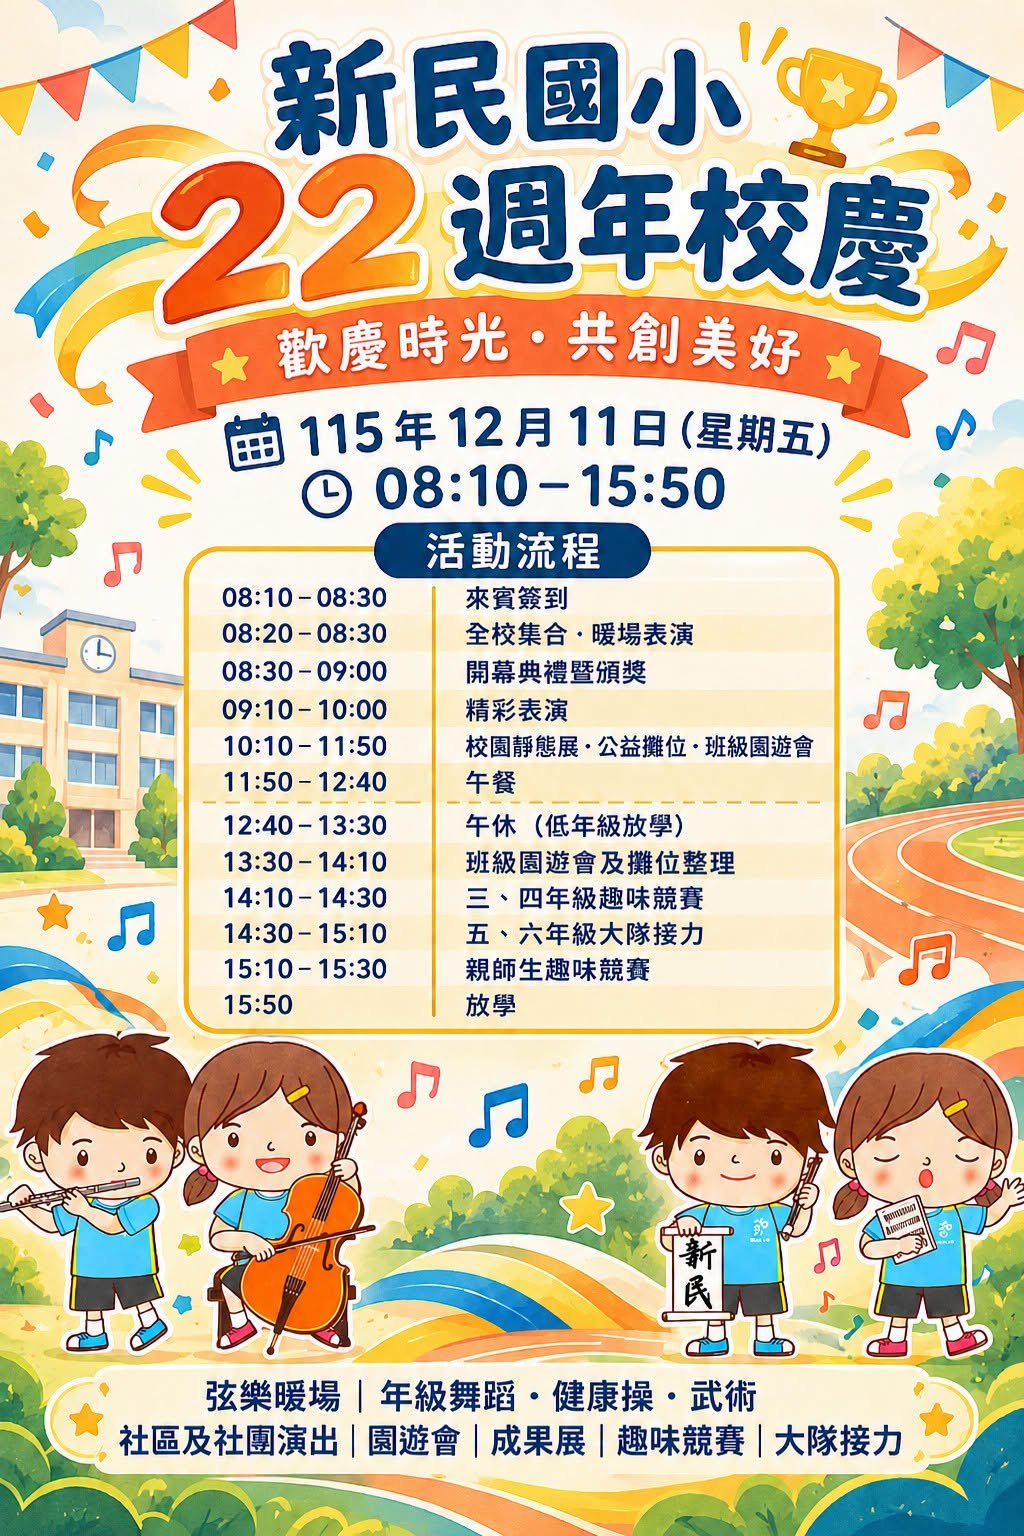 新民國小
22週年校慶
歡慶時光·共創美好
115年12月11日(星期五)
08:10–15:50
活動流程
08:10–08:30 來賓簽到
08:20–08:30 全校集合·暖場表演
08:30–09:00 開幕典禮暨頒獎
09:10–10:00 精彩表演
10:10–11:50 校園靜態展·公益攤位·班級園遊會
11:50–12:40 午餐
12:40–13:30 午休（低年級放學）
13:30–14:10 班級園遊會及攤位整理
14:10–14:30 三、四年級趣味競賽
14:30–15:10 五、六年級大隊接力
15:10–15:30 親師生趣味競賽
15:50 放學
新民
弦樂暖場｜年級舞蹈·健康操·武術
社區及社團演出｜園遊會｜成果展｜趣味競賽｜大隊接力